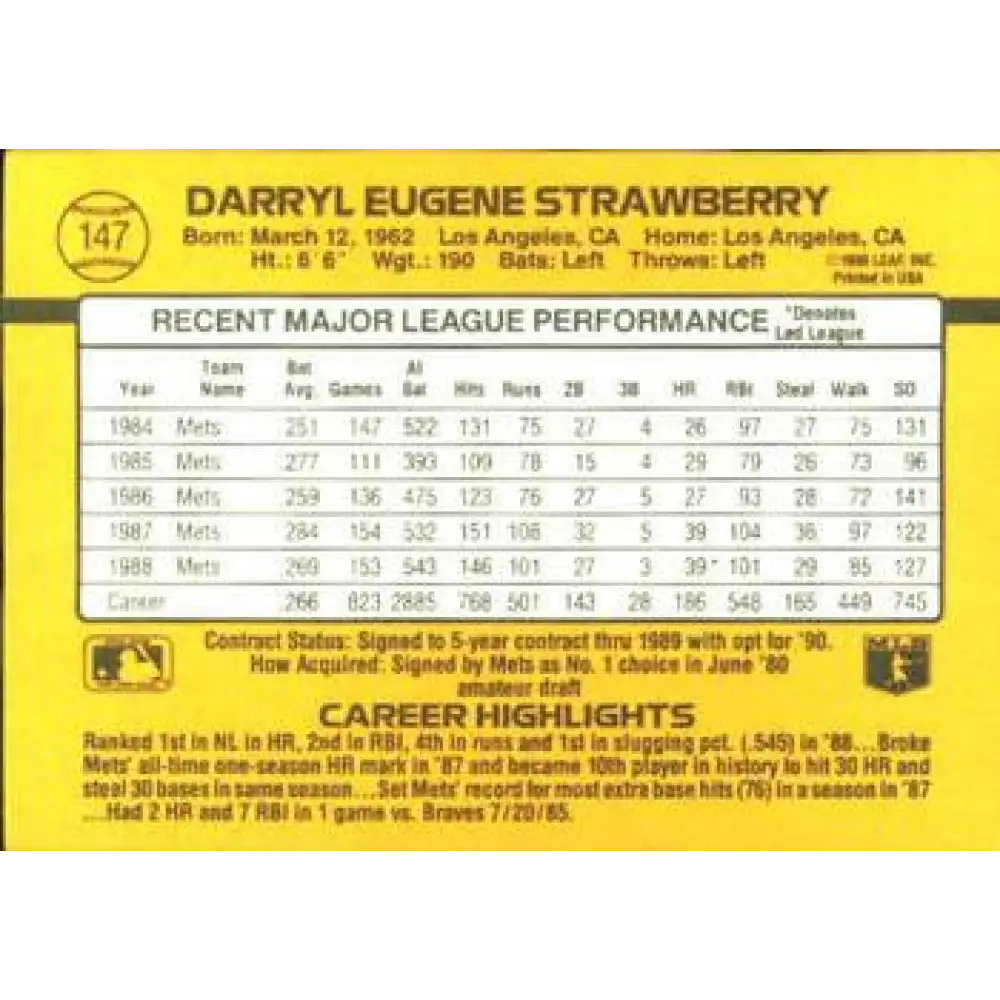 147
DARRYL EUGENE STRAWBERRY
Born: March 12, 1962 Los Angeles, CA Home: Los Angeles, CA
Ht.: 6'6" Wgt.: 190 Bats: Left Throws: Left
LEAF, INC.
Printed in USA
RECENT MAJOR LEAGUE PERFORMANCE *Denotes
Led League
Team Bat At
Year Name Avg. Games Bat Hits Runs 2B 3B HR RBI Steal Walk SO
1984 Mets .251 147 522 131 75 27 4 26 97 27 75 131
1985 Mets .277 111 393 109 78 15 4 29 79 26 73 96
1986 Mets .259 136 475 123 76 27 5 27 93 28 72 141
1987 Mets .284 154 532 151 108 32 5 39 104 36 97 122
1988 Mets .269 153 543 146 101 27 3 39* 101 29 85 127
Career .266 823 2885 768 501 143 28 186 548 165 449 745
Contract Status: Signed to 5-year contract thru 1989 with opt for '90.
How Acquired: Signed by Mets as No. 1 choice in June '80
amateur draft
CAREER HIGHLIGHTS
Ranked 1st in NL in HR, 2nd in RBI, 4th in runs and 1st in slugging pct. (.545) in '88...Broke
Mets' all-time one-season HR mark in '87 and became 10th player in history to hit 30 HR and
steal 30 bases in same season...Set Mets' record for most extra base hits (76) in a season in '87
...Had 2 HR and 7 RBI in 1 game vs. Braves 7/20/85.